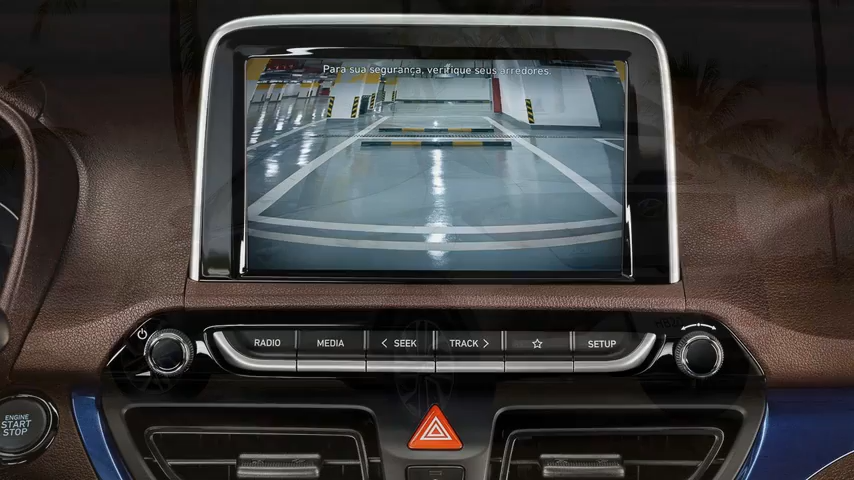 Para sua segurança, verifique seus arredores.
RADIO
MEDIA
< SEEK
TRACK >
SETUP
ENGINE
START
STOP